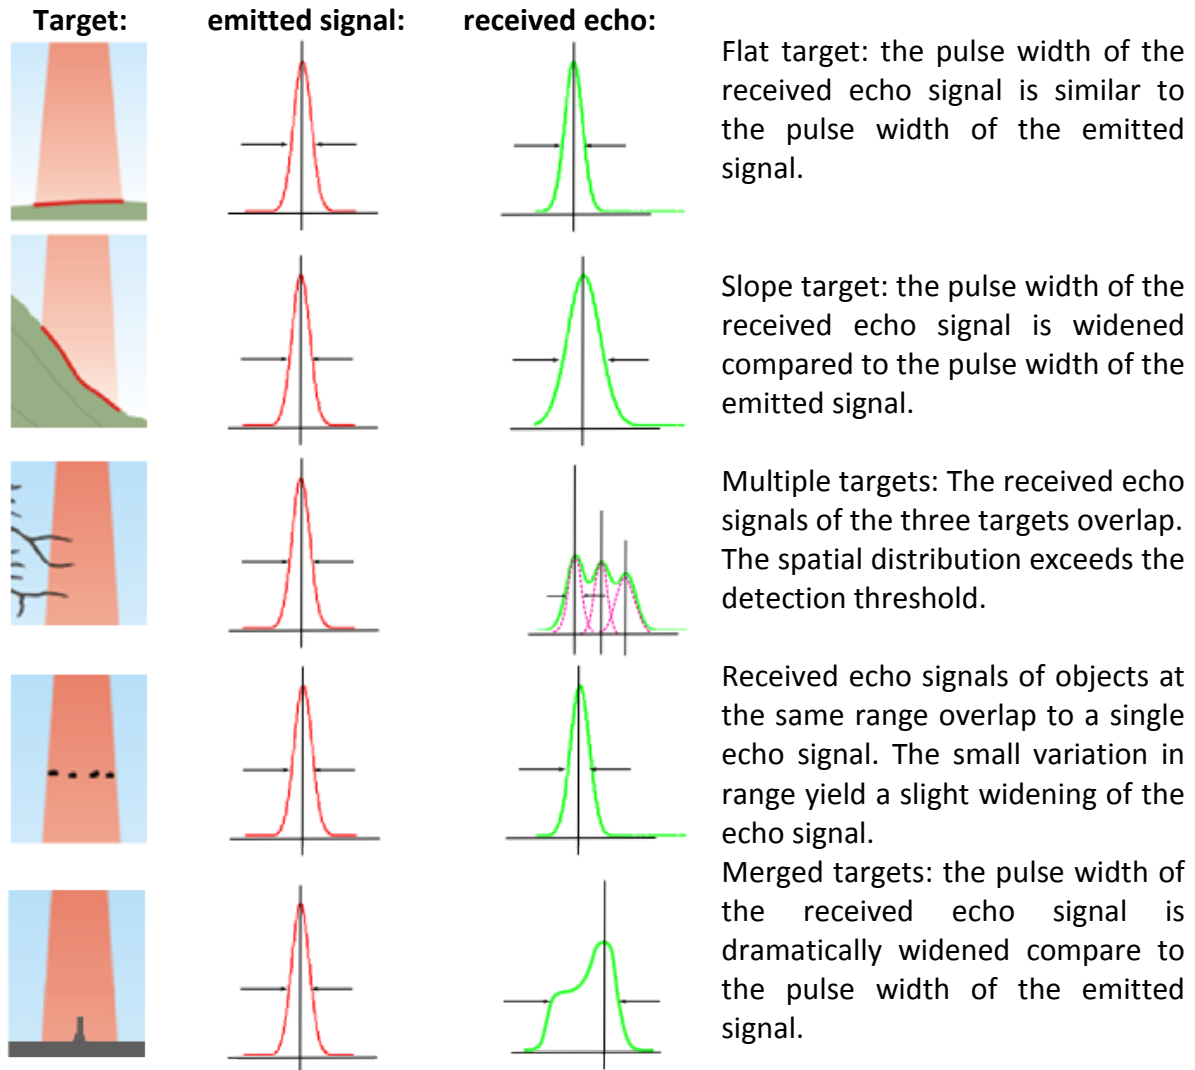 Target: emitted signal: received echo:
Flat target: the pulse width of the
received echo signal is similar to
the pulse width of the emitted
signal.
Slope target: the pulse width of the
received echo signal is widened
compared to the pulse width of the
emitted signal.
Multiple targets: The received echo
signals of the three targets overlap.
The spatial distribution exceeds the
detection threshold.
Received echo signals of objects at
the same range overlap to a single
echo signal. The small variation in
range yield a slight widening of the
echo signal.
Merged targets: the pulse width of
the received echo signal is
dramatically widened compare to
the pulse width of the emitted
signal.